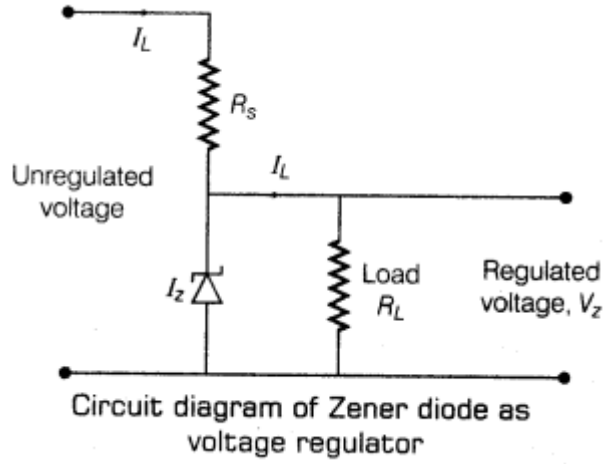 I_L
R_s
I_L
Unregulated
voltage
I_z
Load
R_L
Regulated
voltage, V_z
Circuit diagram of Zener diode as
voltage regulator